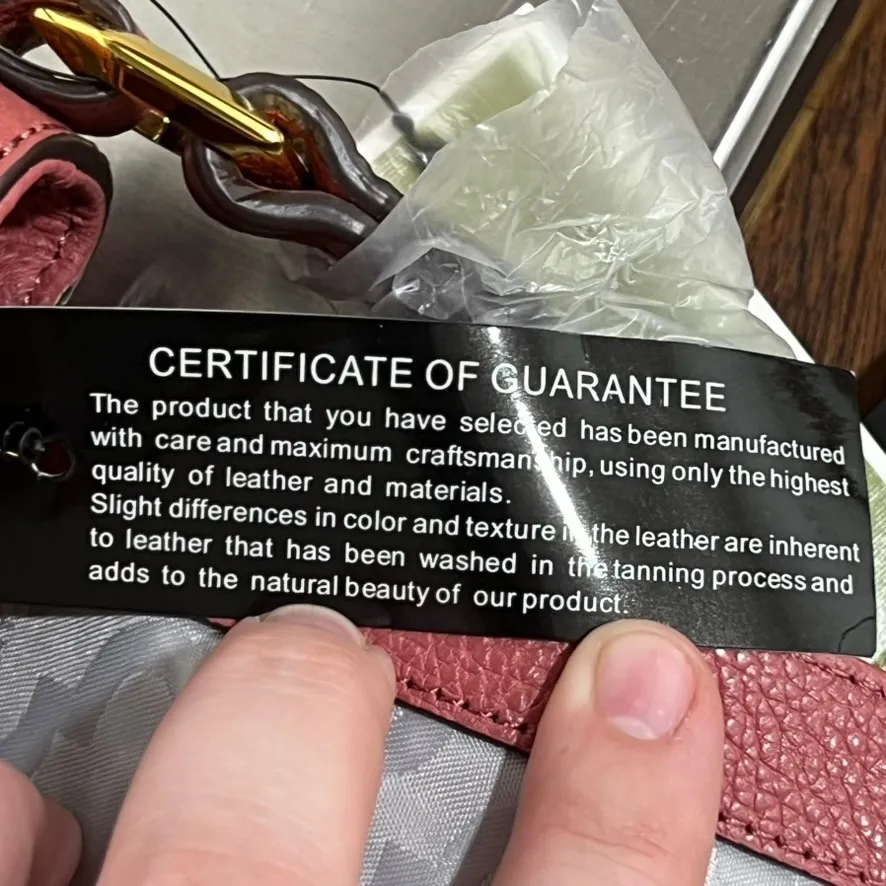 CERTIFICATE OF GUARANTEE
The product that you have selected has been manufactured
with care and maximum craftsmanship, using only the highest
quality of leather and materials.
Slight differences in color and texture in the leather are inherent
to leather that has been washed in the tanning process and
adds to the natural beauty of our product.